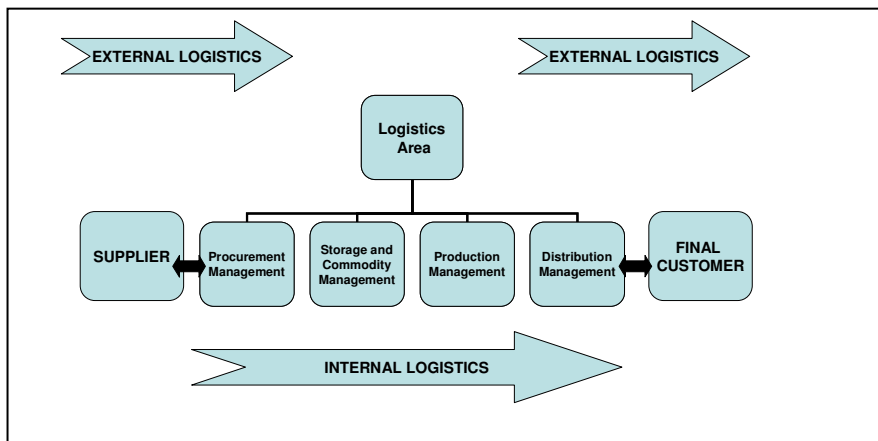 EXTERNAL LOGISTICS
EXTERNAL LOGISTICS
Logistics
Area
SUPPLIER
Procurement
Management
Storage and
Commodity
Management
Production
Management
Distribution
Management
FINAL
CUSTOMER
INTERNAL LOGISTICS